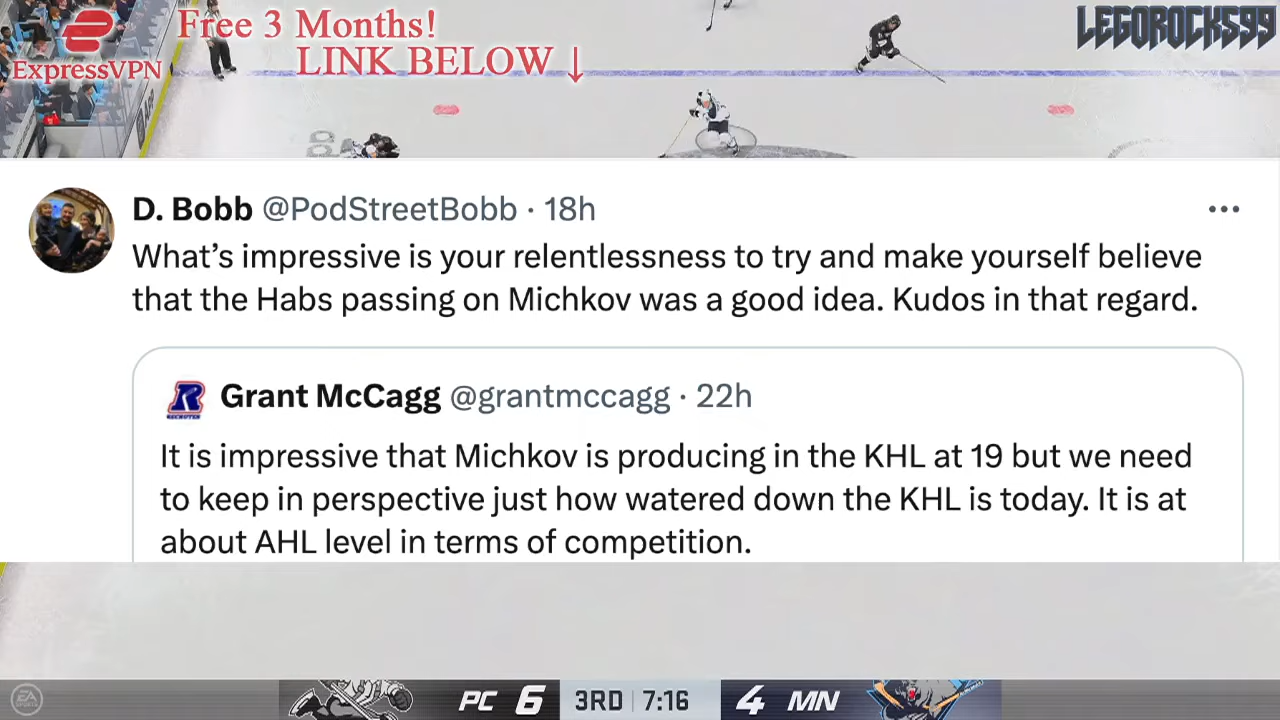 Free 3 Months!
LINK BELOW ↓
ExpressVPN
LEGOROCKS99
D. Bobb @PodStreetBobb · 18h
What's impressive is your relentlessness to try and make yourself believe
that the Habs passing on Michkov was a good idea. Kudos in that regard.
Grant McCagg @grantmccagg · 22h
It is impressive that Michkov is producing in the KHL at 19 but we need
to keep in perspective just how watered down the KHL is today. It is at
about AHL level in terms of competition.
PC 6 3RD 7:16 4 MN